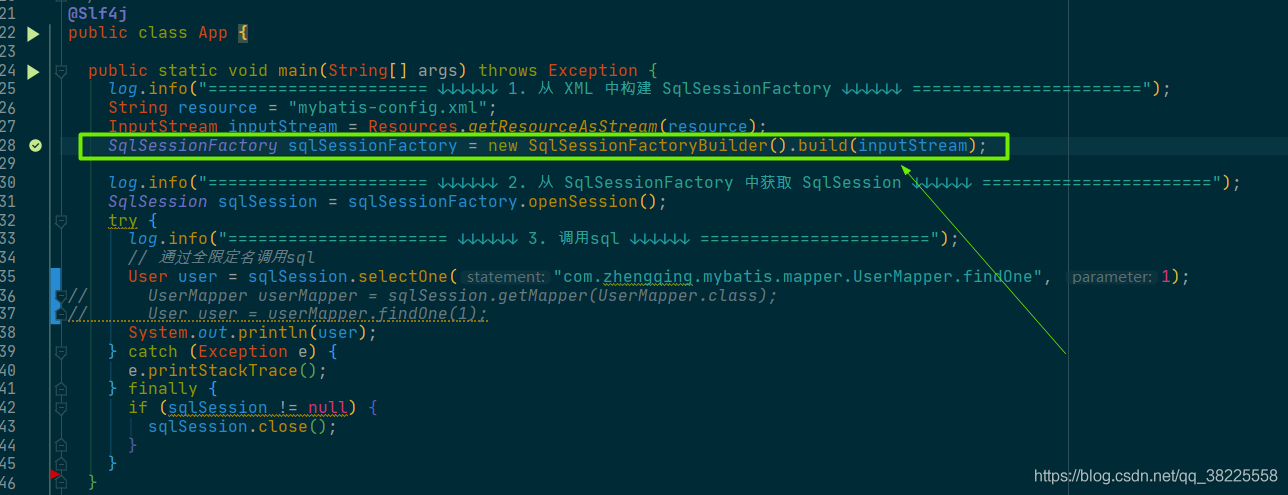 21 @Slf4j
22 public class App {
23
24 public static void main(String[] args) throws Exception {
25 log.info("====================== ↓↓↓↓↓↓ 1. 从 XML 中构建 SqlSessionFactory ↓↓↓↓↓↓ =======================");
26 String resource = "mybatis-config.xml";
27 InputStream inputStream = Resources.getResourceAsStream(resource);
28 SqlSessionFactory sqlSessionFactory = new SqlSessionFactoryBuilder().build(inputStream);
29
30 log.info("====================== ↓↓↓↓↓↓ 2. 从 SqlSessionFactory 中获取 SqlSession ↓↓↓↓↓↓ =======================");
31 SqlSession sqlSession = sqlSessionFactory.openSession();
32 try {
33 log.info("====================== ↓↓↓↓↓↓ 3. 调用sql ↓↓↓↓↓↓ =======================");
34 // 通过全限定名调用sql
35 User user = sqlSession.selectOne( statement: "com.zhengqing.mybatis.mapper.UserMapper.findOne", parameter: 1);
36 // UserMapper userMapper = sqlSession.getMapper(UserMapper.class);
37 // User user = userMapper.findOne(1);
38 System.out.println(user);
39 } catch (Exception e) {
40 e.printStackTrace();
41 } finally {
42 if (sqlSession != null) {
43 sqlSession.close();
44 }
45 }
46 }
https://blog.csdn.net/qq_38225558